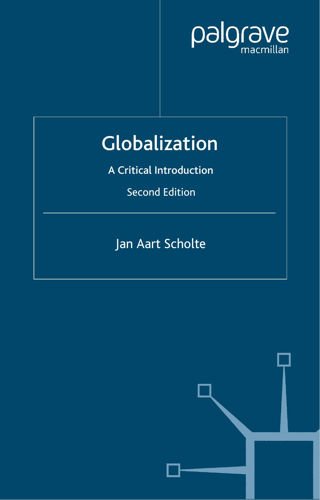 palgrave
macmillan
Globalization
A Critical Introduction
Second Edition
Jan Aart Scholte